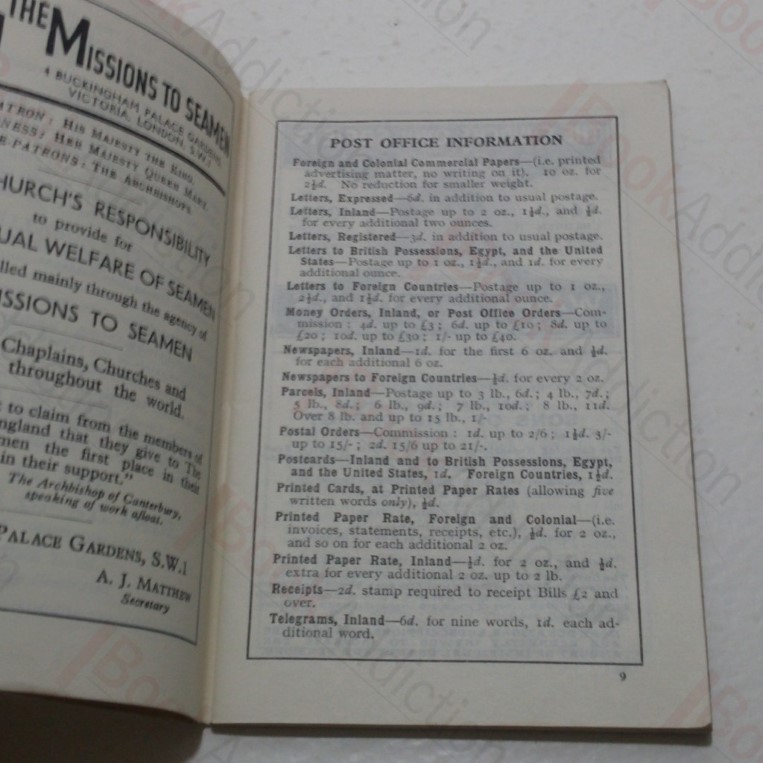 THE
MISSIONS TO SEAMEN
4 BUCKINGHAM PALACE GARDENS,
VICTORIA, LONDON, S.W.1
ATRON: HIS MAJESTY THE KING.
NESS: HER MAJESTY QUEEN MARY.
E-PATRONS: THE ARCHBISHOPS.
HURCH'S RESPONSIBILITY
to provide for
UAL WELFARE OF SEAMEN
lled mainly through the agency of
SSIONS TO SEAMEN
Chaplains, Churches and
throughout the world.
t to claim from the members of
ngland that they give to The
men the first place in their
in their support."
The Archbishop of Canterbury,
speaking of work afloat.
PALACE GARDENS, S.W.1
A. J. MATTHEW
Secretary
POST OFFICE INFORMATION
Foreign and Colonial Commercial Papers—(i.e. printed
advertising matter, no writing on it). 10 oz. for
2½d. No reduction for smaller weight.
Letters, Expressed—6d. in addition to usual postage.
Letters, Inland—Postage up to 2 oz., 1½d., and ½d.
for every additional two ounces.
Letters, Registered—3d. in addition to usual postage.
Letters to British Possessions, Egypt, and the United
States—Postage up to 1 oz., 1½d., and 1d. for every
additional ounce.
Letters to Foreign Countries—Postage up to 1 oz.,
2½d., and 1½d. for every additional ounce.
Money Orders, Inland, or Post Office Orders—Com-
mission: 4d. up to £3; 6d. up to £10; 8d. up to
£20; 10d. up to £30; 1/- up to £40.
Newspapers, Inland—1d. for the first 6 oz. and ½d.
for each additional 6 oz.
Newspapers to Foreign Countries—½d. for every 2 oz.
Parcels, Inland—Postage up to 3 lb., 6d.; 4 lb., 7d.;
5 lb., 8d.; 6 lb., 9d.; 7 lb., 10d.; 8 lb., 11d.
Over 8 lb. and up to 15 lb., 1/-
Postal Orders—Commission: 1d. up to 2/6; 1½d. 3/-
up to 15/-; 2d. 15/6 up to 21/-.
Postcards—Inland and to British Possessions, Egypt,
and the United States, 1d. Foreign Countries, 1½d.
Printed Cards, at Printed Paper Rates (allowing five
written words only), ½d.
Printed Paper Rate, Foreign and Colonial—(i.e.
invoices, statements, receipts, etc.), ½d. for 2 oz.,
and so on for each additional 2 oz.
Printed Paper Rate, Inland—½d. for 2 oz., and ½d.
extra for every additional 2 oz. up to 2 lb.
Receipts—2d. stamp required to receipt Bills £2 and
over.
Telegrams, Inland—6d. for nine words, 1d. each ad-
ditional word.
9
BookAddiction